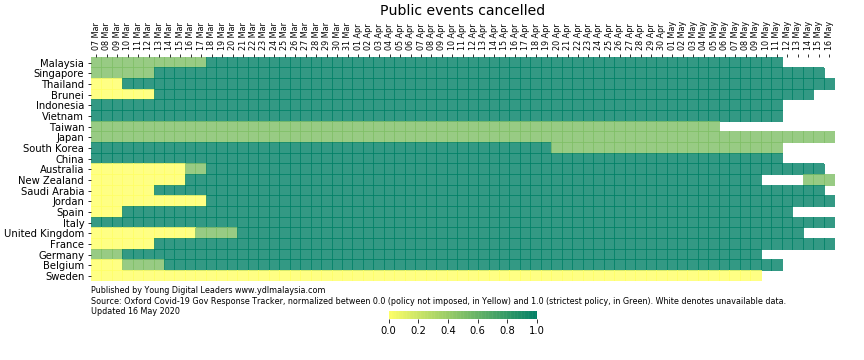 Public events cancelled
07 Mar 08 Mar 09 Mar 10 Mar 11 Mar 12 Mar 13 Mar 14 Mar 15 Mar 16 Mar 17 Mar 18 Mar 19 Mar 20 Mar 21 Mar 22 Mar 23 Mar 24 Mar 25 Mar 26 Mar 27 Mar 28 Mar 29 Mar 30 Mar 31 Mar 01 Apr 02 Apr 03 Apr 04 Apr 05 Apr 06 Apr 07 Apr 08 Apr 09 Apr 10 Apr 11 Apr 12 Apr 13 Apr 14 Apr 15 Apr 16 Apr 17 Apr 18 Apr 19 Apr 20 Apr 21 Apr 22 Apr 23 Apr 24 Apr 25 Apr 26 Apr 27 Apr 28 Apr 29 Apr 30 Apr 01 May 02 May 03 May 04 May 05 May 06 May 07 May 08 May 09 May 10 May 11 May 12 May 13 May 14 May 15 May 16 May
Malaysia
Singapore
Thailand
Brunei
Indonesia
Vietnam
Taiwan
Japan
South Korea
China
Australia
New Zealand
Saudi Arabia
Jordan
Spain
Italy
United Kingdom
France
Germany
Belgium
Sweden
Published by Young Digital Leaders www.ydlmalaysia.com
Source: Oxford Covid-19 Gov Response Tracker, normalized between 0.0 (policy not imposed, in Yellow) and 1.0 (strictest policy, in Green). White denotes unavailable data.
Updated 16 May 2020
0.0 0.2 0.4 0.6 0.8 1.0